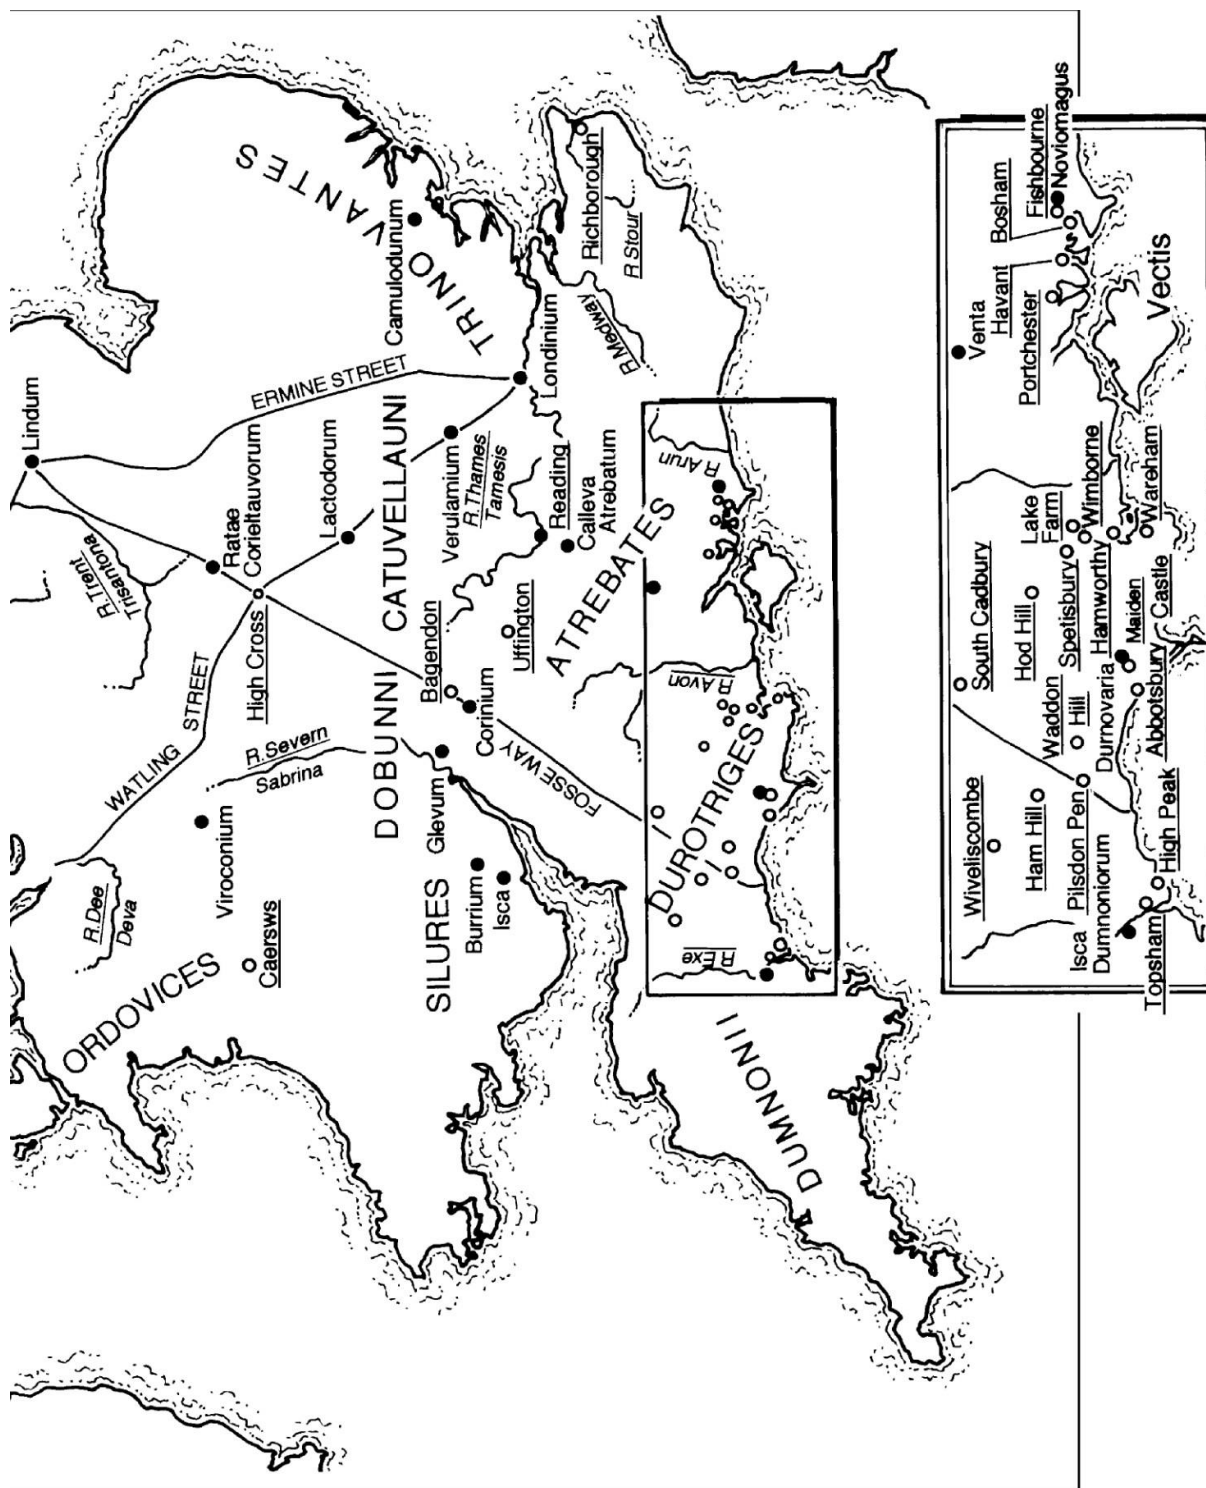 Lindum
ERMINE STREET
R.Trent
Trisantona
Ratae
Corieltauvorum
High Cross
Lactodorum
WATLING STREET
R.Severn
Sabrina
Viroconium
R.Dee
Deva
Caersws
ORDOVICES
TRINO VANTES
Camulodunum
CATUVELLAUNI
Verulamium
R.Thames
Tamesis
Londinium
Richborough
R Stour
R Medway
Reading
Calleva
Atrebatum
Uffington
Bagendon
Corinium
DOBUNNI
Glevum
FOSSE WAY
SILURES
Burrium
Isca
ATREBATES
R Arun
R Avon
DUROTRIGES
R Exe
DUMNONII
Fishbourne
Noviomagus
Bosham
Havant
Portchester
Venta
Vectis
Lake
Farm
Wimborne
Wareham
Hamworthy
Spetisbury
South Cadbury
Hod Hill
Waddon
Hill
Durnovaria
Maiden
Castle
Abbotsbury
Wiveliscombe
Ham Hill
Pilsdon Pen
High Peak
Isca
Dumnoniorum
Topsham